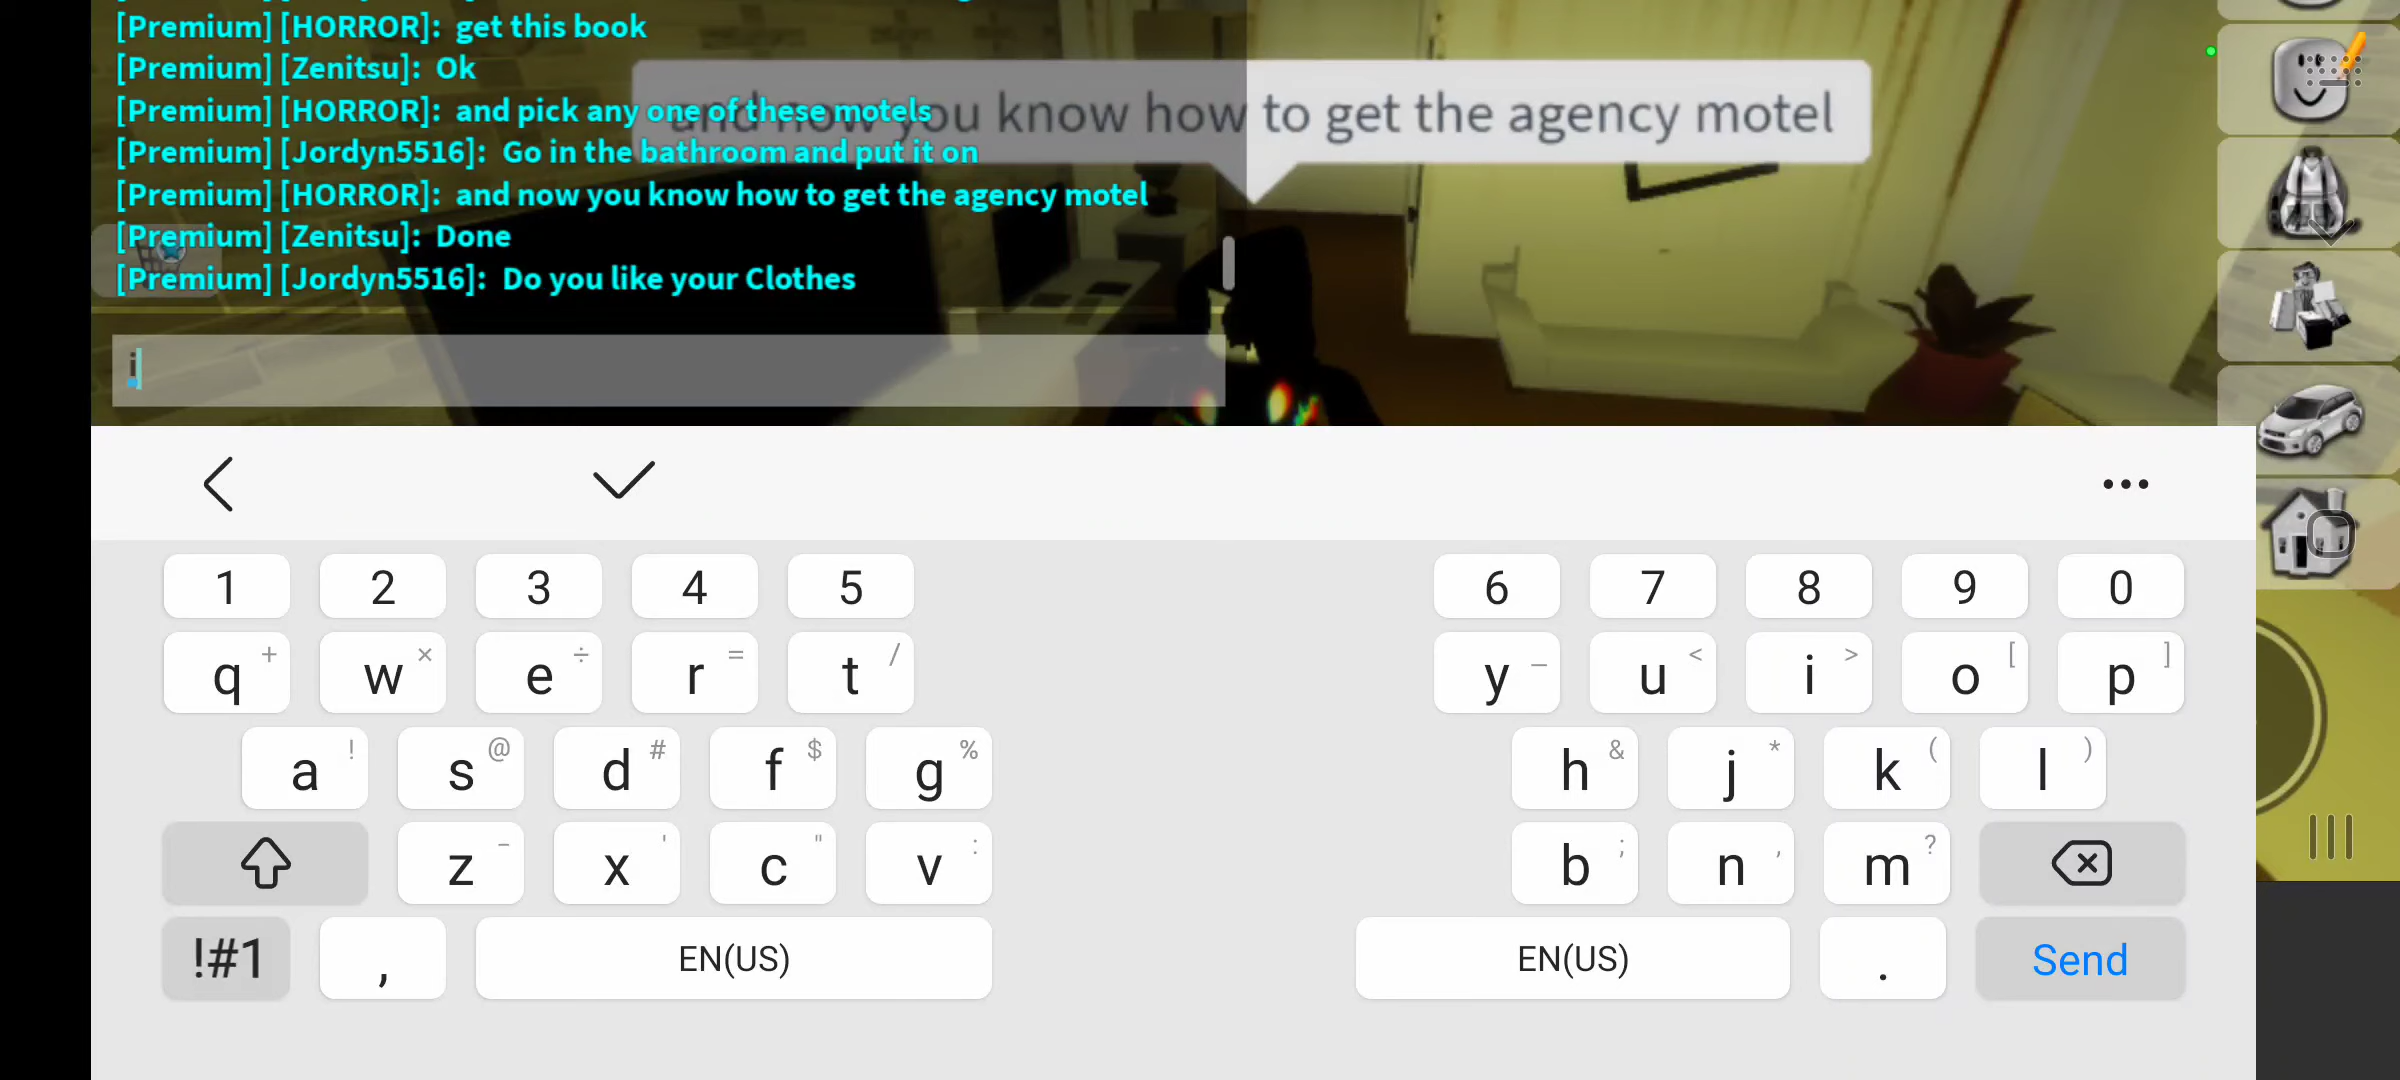 [Premium] [HORROR]: get this book
[Premium] [Zenitsu]: Ok
[Premium] [HORROR]: and pick any one of these motels
[Premium] [Jordyn5516]: Go in the bathroom and put it on
[Premium] [HORROR]: and now you know how to get the agency motel
[Premium] [Zenitsu]: Done
[Premium] [Jordyn5516]: Do you like your Clothes
and now you know how to get the agency motel
i
1 2 3 4 5 6 7 8 9 0
q + w × e ÷ r = t / y _ u < i > o [ p ]
a ! s @ d # f $ g % h & j * k ( l )
z - x ' c " v : b ; n , m ?
!#1 , EN(US) EN(US) . Send